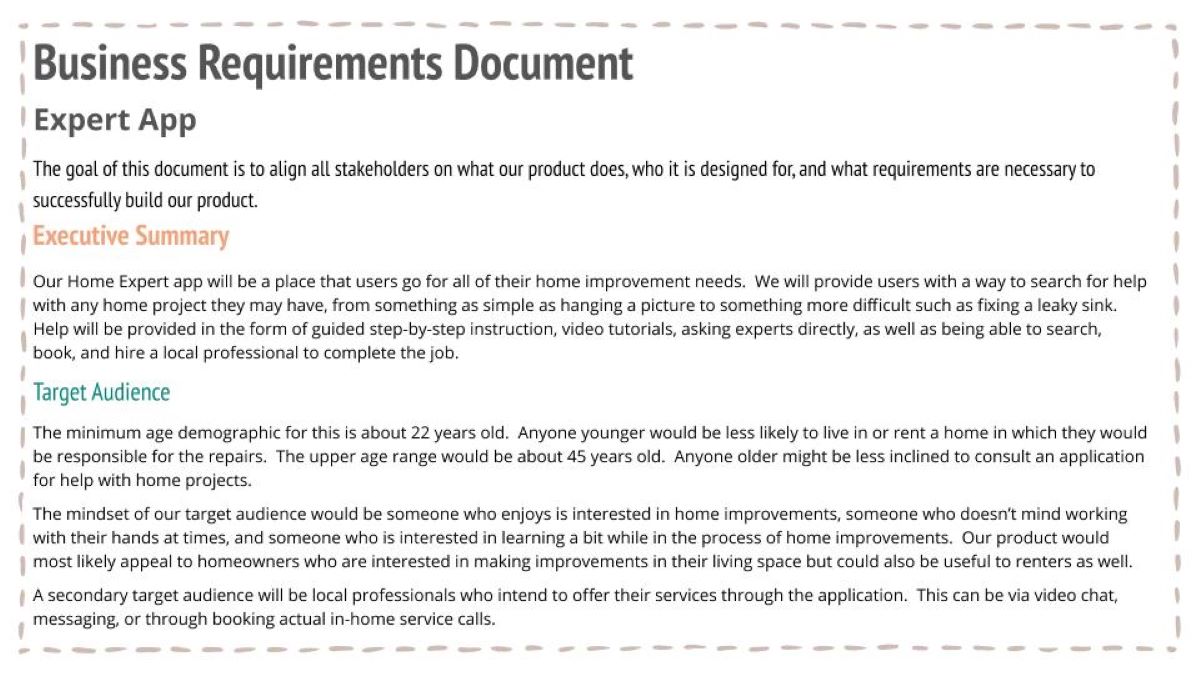 Business Requirements Document
Expert App
The goal of this document is to align all stakeholders on what our product does, who it is designed for, and what requirements are necessary to
successfully build our product.
Executive Summary
Our Home Expert app will be a place that users go for all of their home improvement needs.  We will provide users with a way to search for help
with any home project they may have, from something as simple as hanging a picture to something more difficult such as fixing a leaky sink.
Help will be provided in the form of guided step-by-step instruction, video tutorials, asking experts directly, as well as being able to search,
book, and hire a local professional to complete the job.
Target Audience
The minimum age demographic for this is about 22 years old.  Anyone younger would be less likely to live in or rent a home in which they would
be responsible for the repairs.  The upper age range would be about 45 years old.  Anyone older might be less inclined to consult an application
for help with home projects.
The mindset of our target audience would be someone who enjoys is interested in home improvements, someone who doesn’t mind working
with their hands at times, and someone who is interested in learning a bit while in the process of home improvements.  Our product would
most likely appeal to homeowners who are interested in making improvements in their living space but could also be useful to renters as well.
A secondary target audience will be local professionals who intend to offer their services through the application.  This can be via video chat,
messaging, or through booking actual in-home service calls.